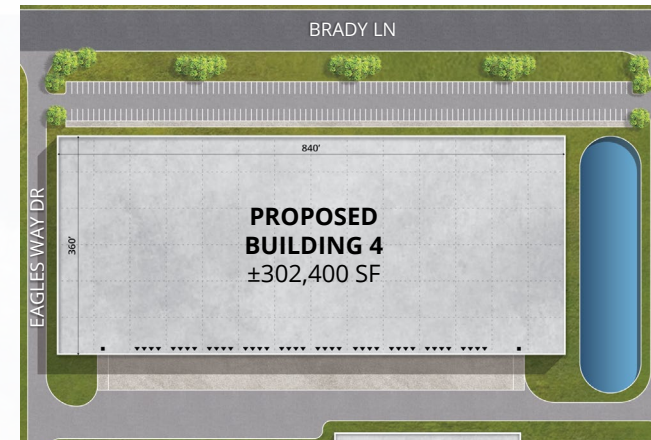 BRADY LN
840'
EAGLES WAY DR
360'
PROPOSED
BUILDING 4
±302,400 SF